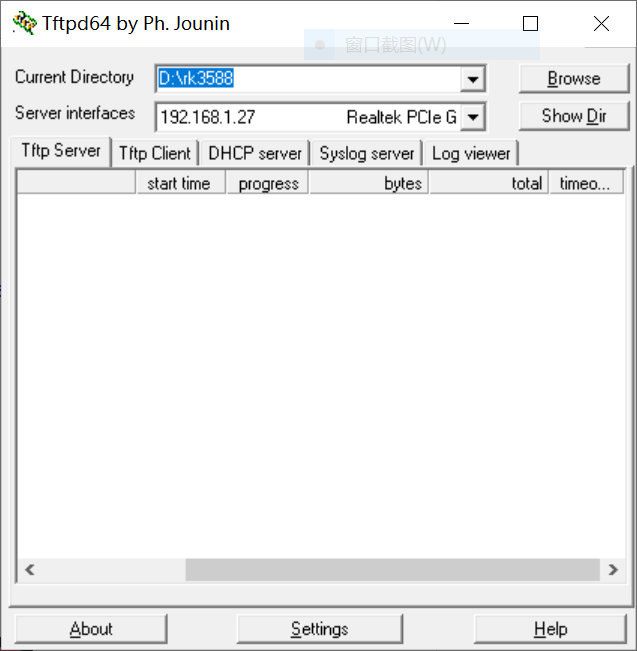 Tftpd64 by Ph. Jounin
窗口截图(W)
Current Directory D:\rk3588 Browse
Server interfaces 192.168.1.27 Realtek PCIe G Show Dir
Tftp Server Tftp Client DHCP server Syslog server Log viewer
start time progress bytes total timeo...
About Settings Help